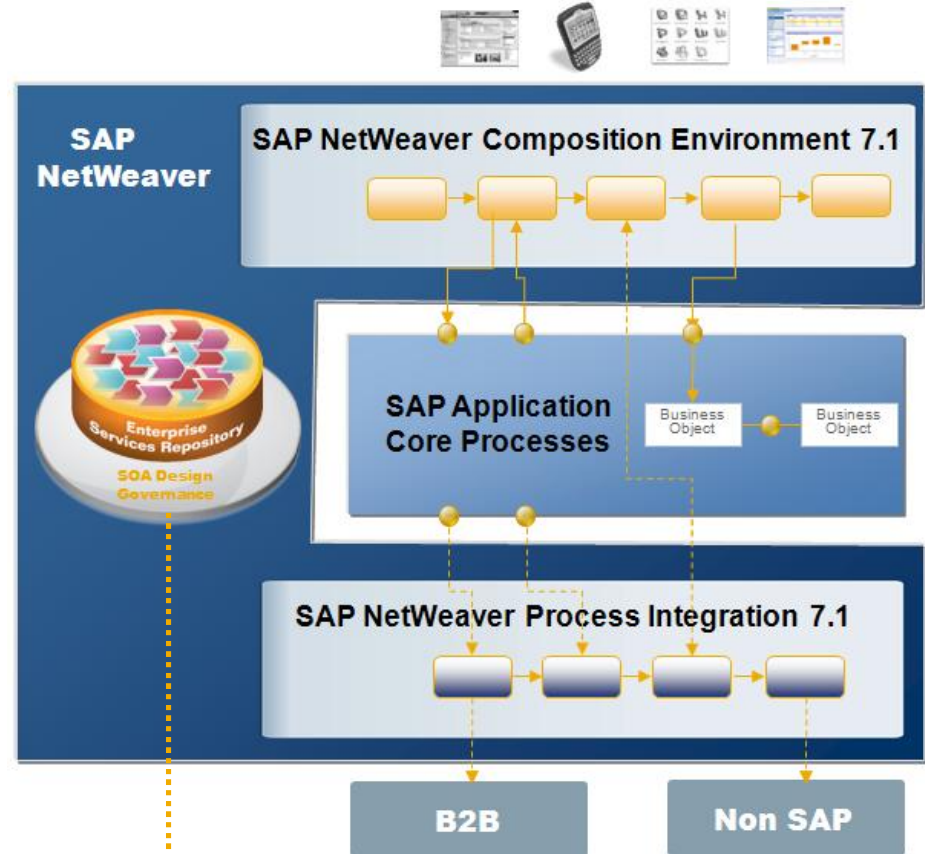 SAP
NetWeaver
SAP NetWeaver Composition Environment 7.1
Enterprise
Services Repository
SOA Design
Governance
SAP Application
Core Processes
Business
Object
Business
Object
SAP NetWeaver Process Integration 7.1
B2B
Non SAP